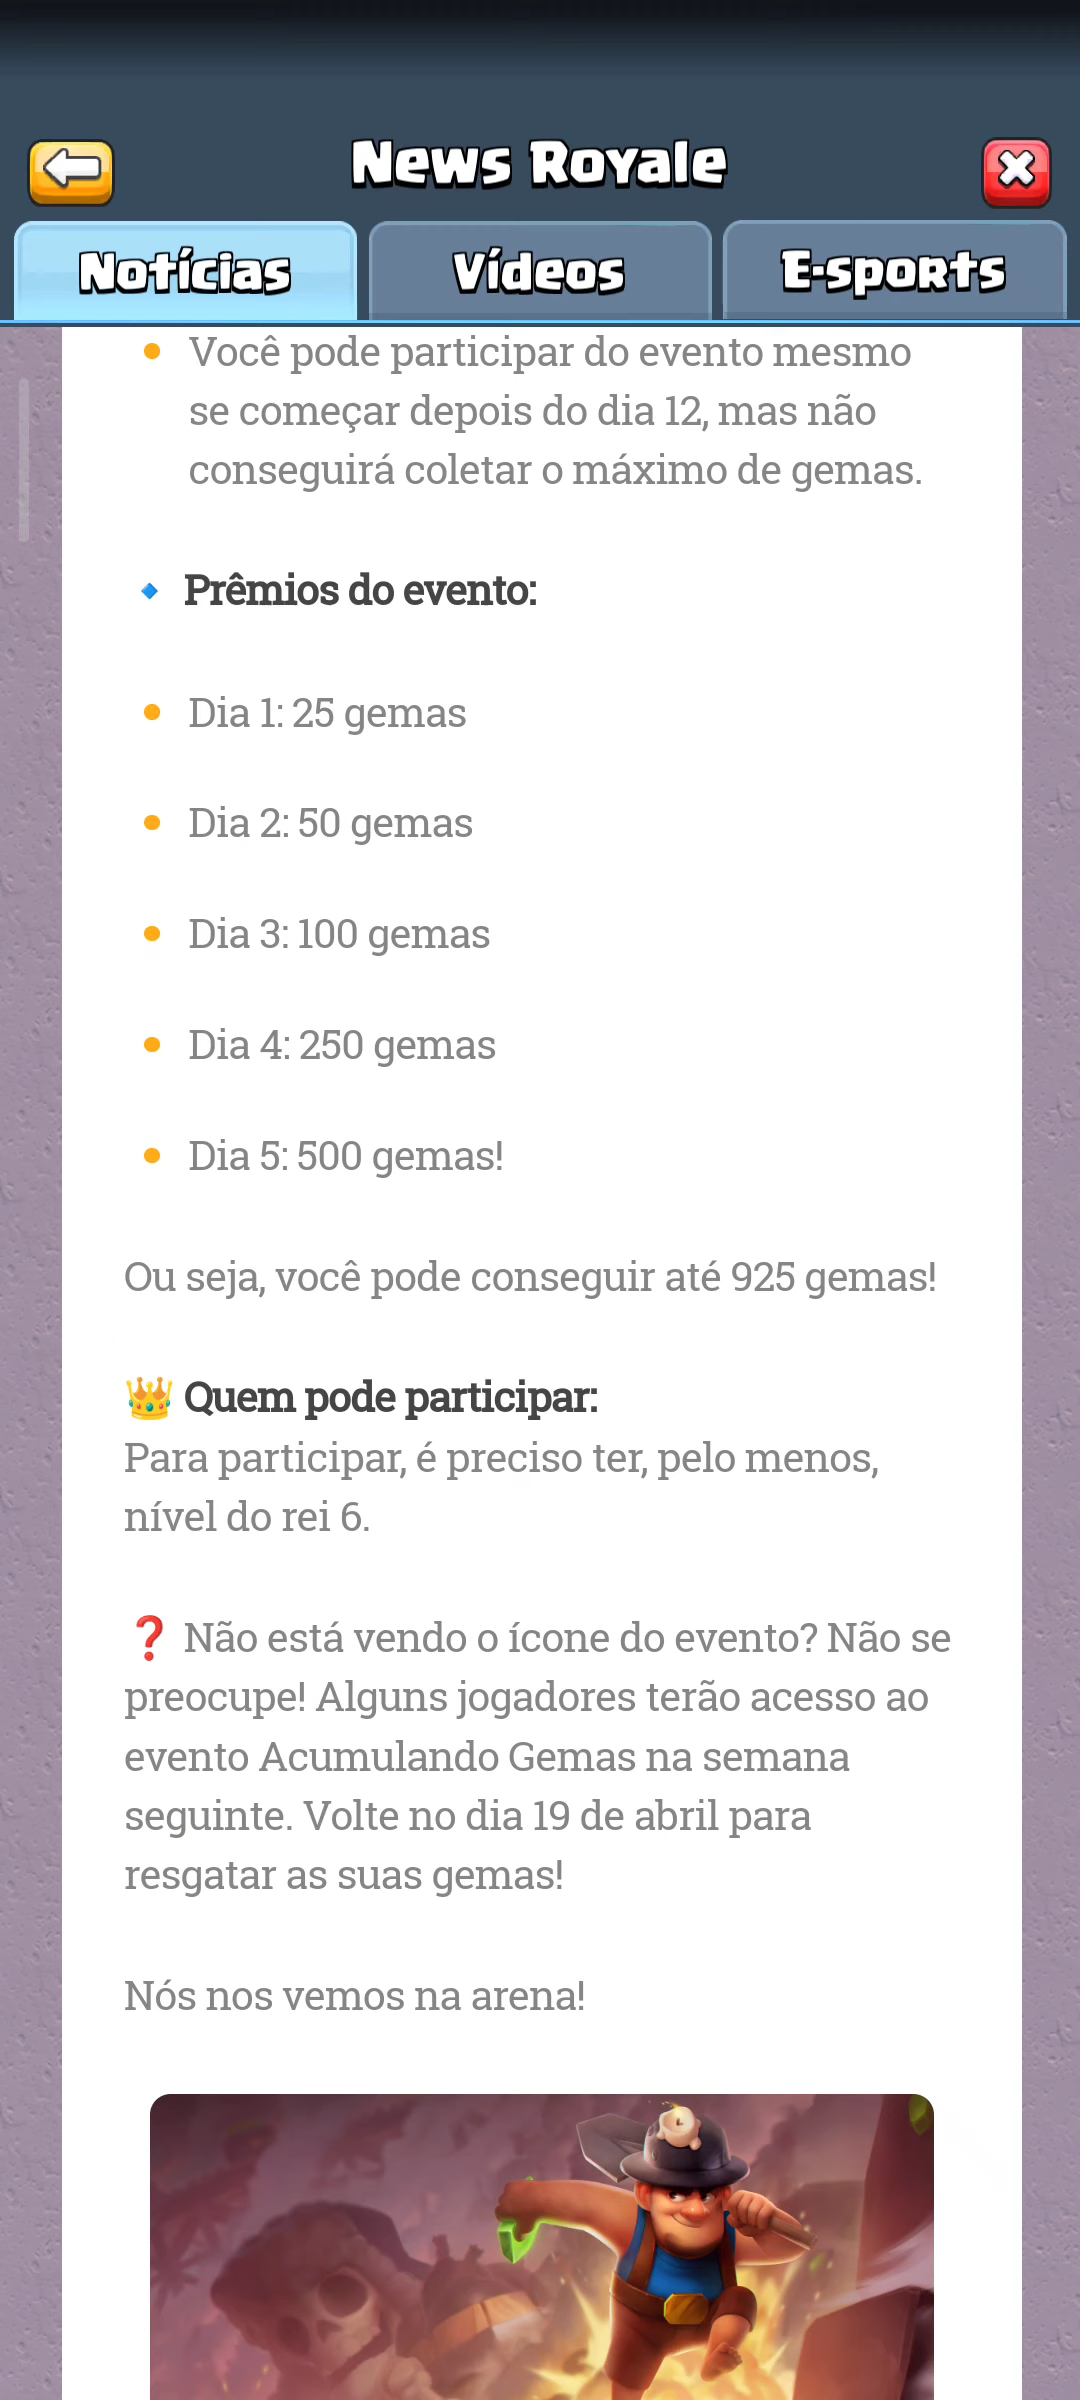 News Royale
Notícias
Vídeos
E-sports
Você pode participar do evento mesmo
se começar depois do dia 12, mas não
conseguirá coletar o máximo de gemas.
🔹 Prêmios do evento:
Dia 1: 25 gemas
Dia 2: 50 gemas
Dia 3: 100 gemas
Dia 4: 250 gemas
Dia 5: 500 gemas!
Ou seja, você pode conseguir até 925 gemas!
👑 Quem pode participar:
Para participar, é preciso ter, pelo menos,
nível do rei 6.
❓ Não está vendo o ícone do evento? Não se
preocupe! Alguns jogadores terão acesso ao
evento Acumulando Gemas na semana
seguinte. Volte no dia 19 de abril para
resgatar as suas gemas!
Nós nos vemos na arena!